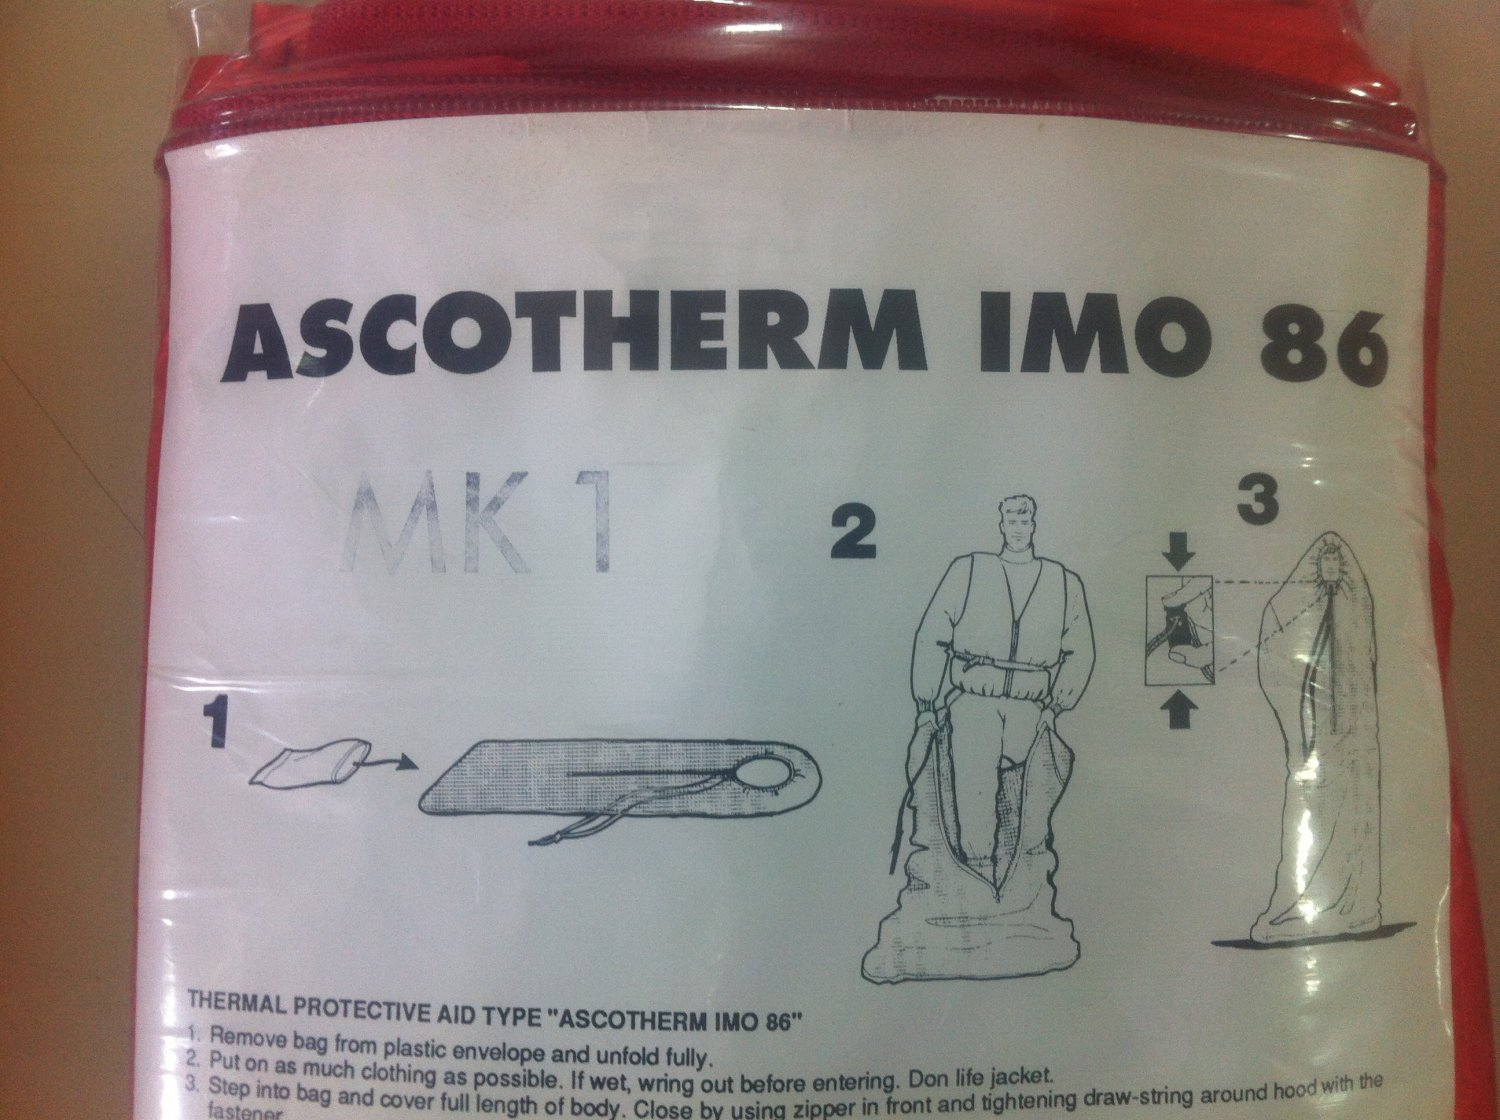 ASCOTHERM IMO 86
MK 1
1
2
3
THERMAL PROTECTIVE AID TYPE "ASCOTHERM IMO 86"
1. Remove bag from plastic envelope and unfold fully.
2. Put on as much clothing as possible. If wet, wring out before entering. Don life jacket.
3. Step into bag and cover full length of body. Close by using zipper in front and tightening draw-string around hood with the
fastener